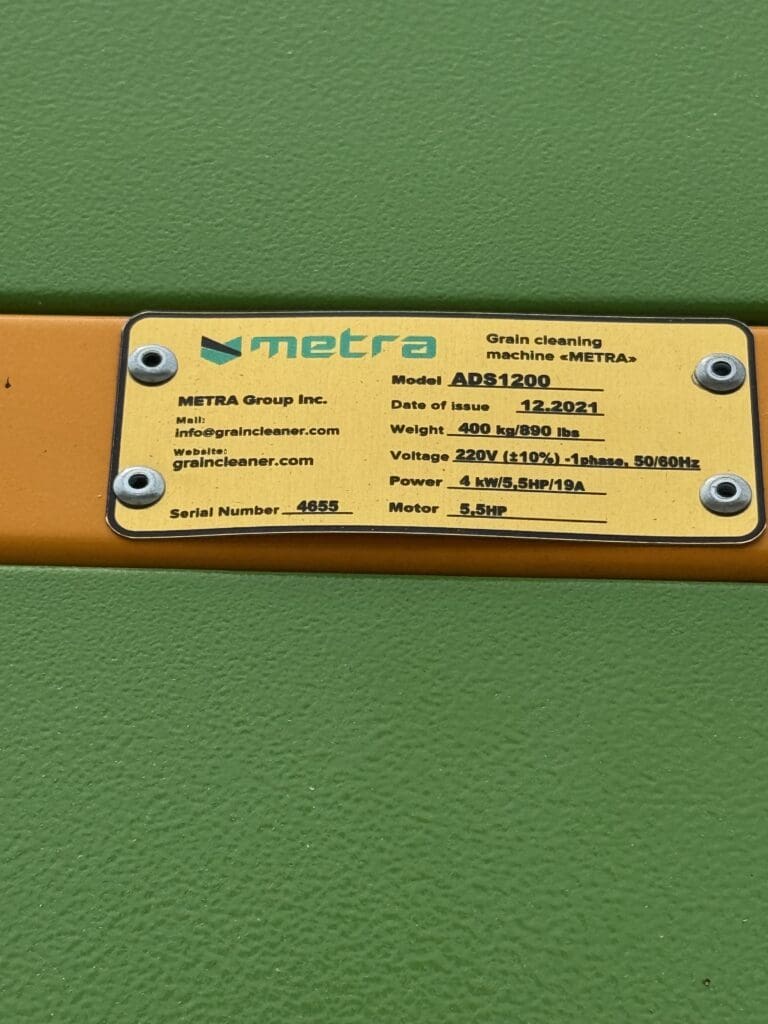 metra
Grain cleaning
machine «METRA»
METRA Group Inc.
Mail:
info@graincleaner.com
Website:
graincleaner.com
Serial Number 4655
Model ADS1200
Date of issue 12.2021
Weight 400 kg/890 lbs
Voltage 220V (±10%) -1phase, 50/60Hz
Power 4 kW/5,5HP/19A
Motor 5,5HP